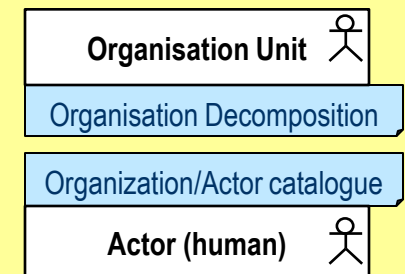 Organisation Unit
Organisation Decomposition
Organization/Actor catalogue
Actor (human)